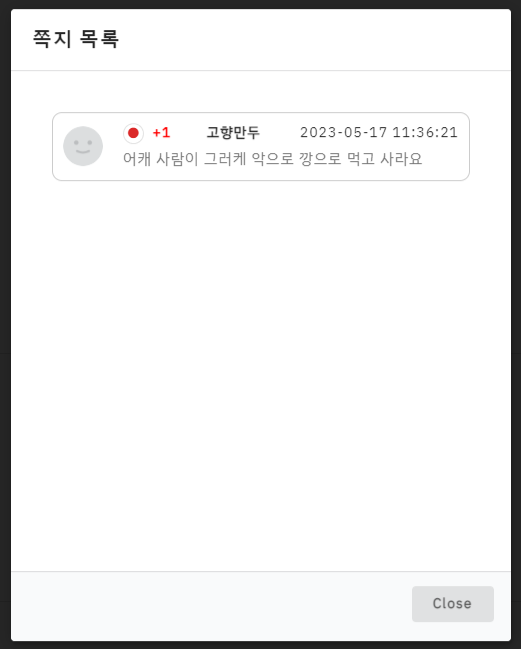 쪽지 목록
+1 고향만두 2023-05-17 11:36:21
어캐 사람이 그러케 악으로 깡으로 먹고 사라요
Close